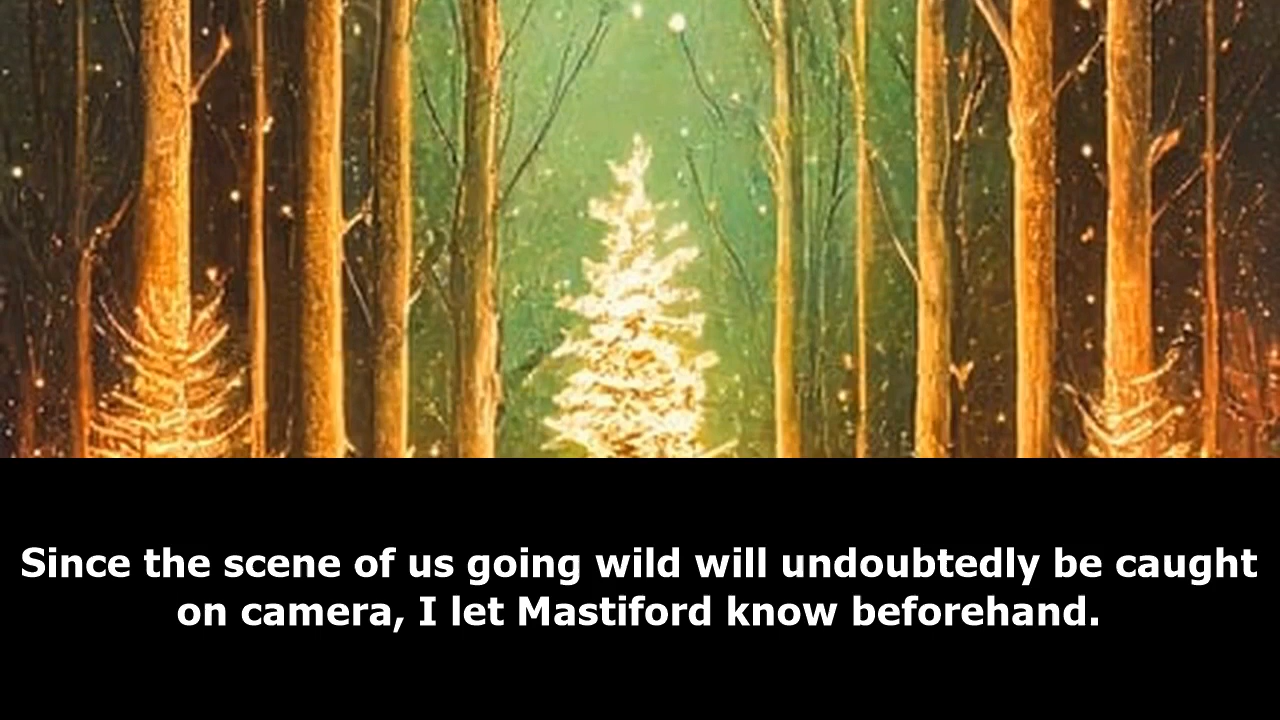 Since the scene of us going wild will undoubtedly be caught
on camera, I let Mastiford know beforehand.